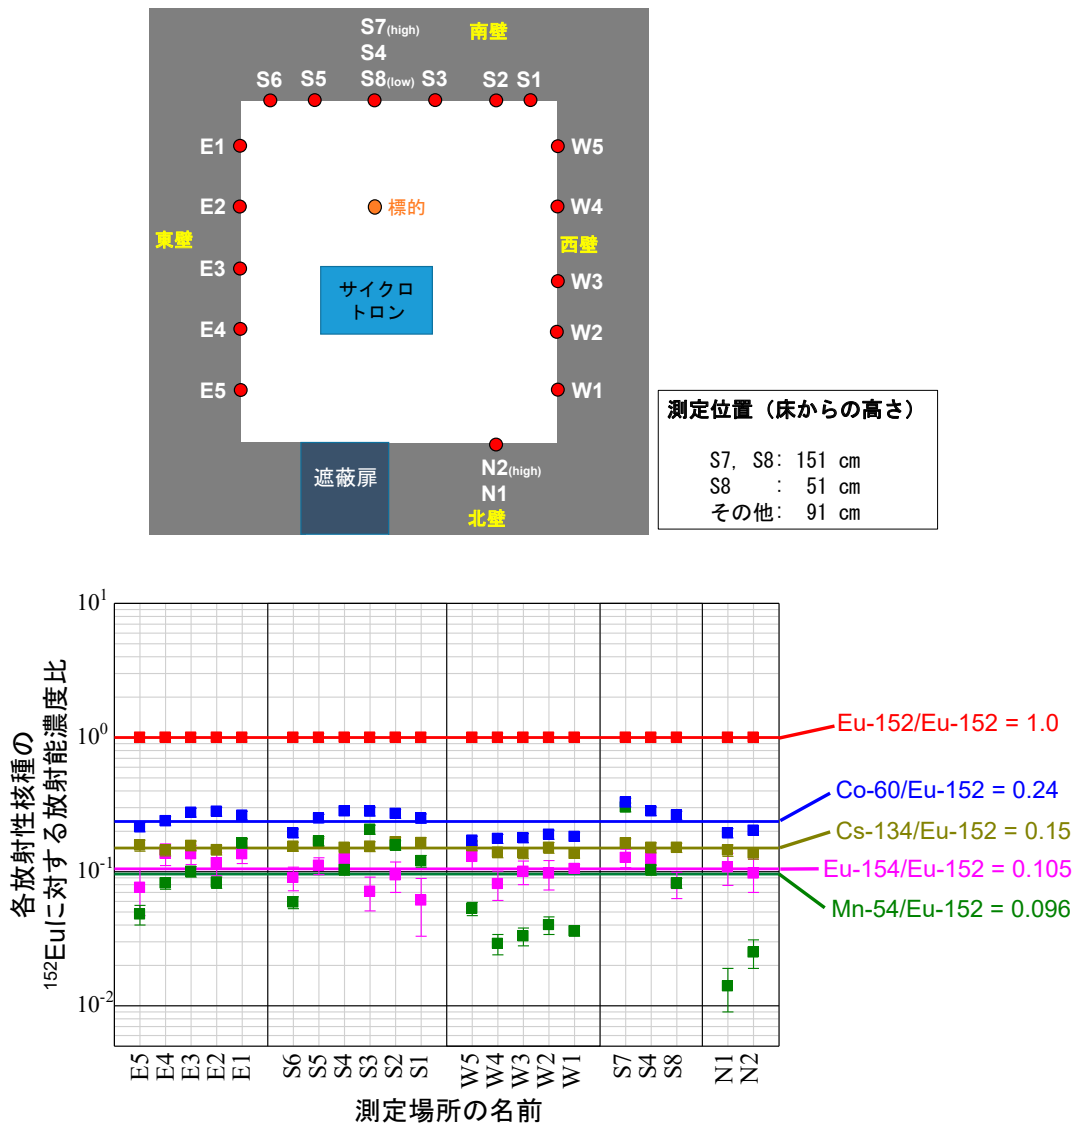 S7(high)
南壁
S4
S6
S5
S8(low)
S3
S2
S1
E1
W5
E2
標的
W4
東壁
西壁
E3
サイクロ
トロン
W3
E4
W2
E5
W1
遮蔽扉
N2(high)
N1
北壁
測定位置（床からの高さ）
S7, S8: 151 cm
S8 : 51 cm
その他: 91 cm
各放射性核種の
¹⁵²Euに対する放射能濃度比
10¹
10⁰
10⁻¹
10⁻²
Eu-152/Eu-152 = 1.0
Co-60/Eu-152 = 0.24
Cs-134/Eu-152 = 0.15
Eu-154/Eu-152 = 0.105
Mn-54/Eu-152 = 0.096
E5 E4 E3 E2 E1 S6 S5 S4 S3 S2 S1 W5 W4 W3 W2 W1 S7 S4 S8 N1 N2
測定場所の名前